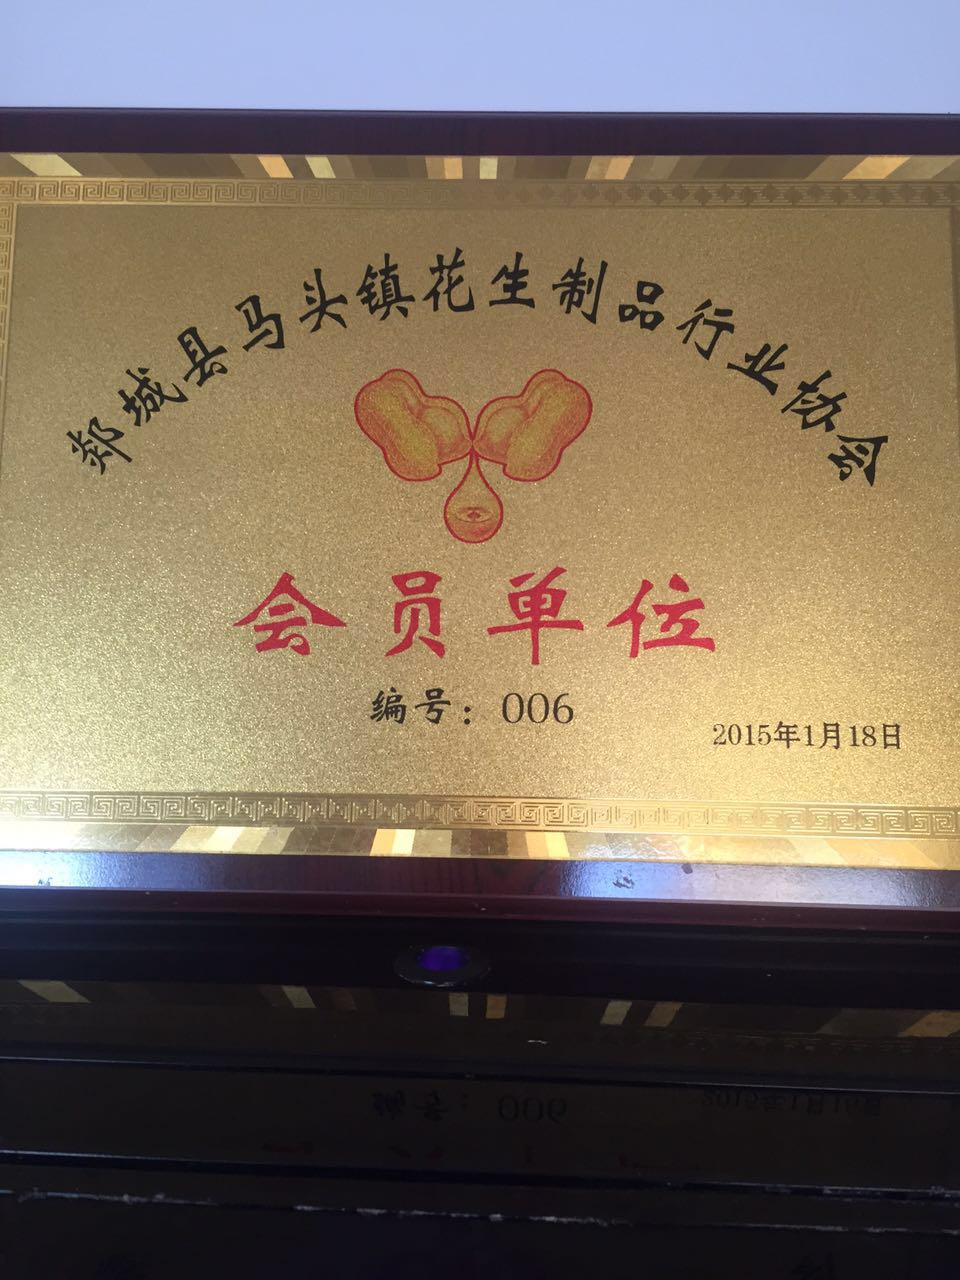 郯城县马头镇花生制品行业协会
会员单位
编号：006
2015年1月18日